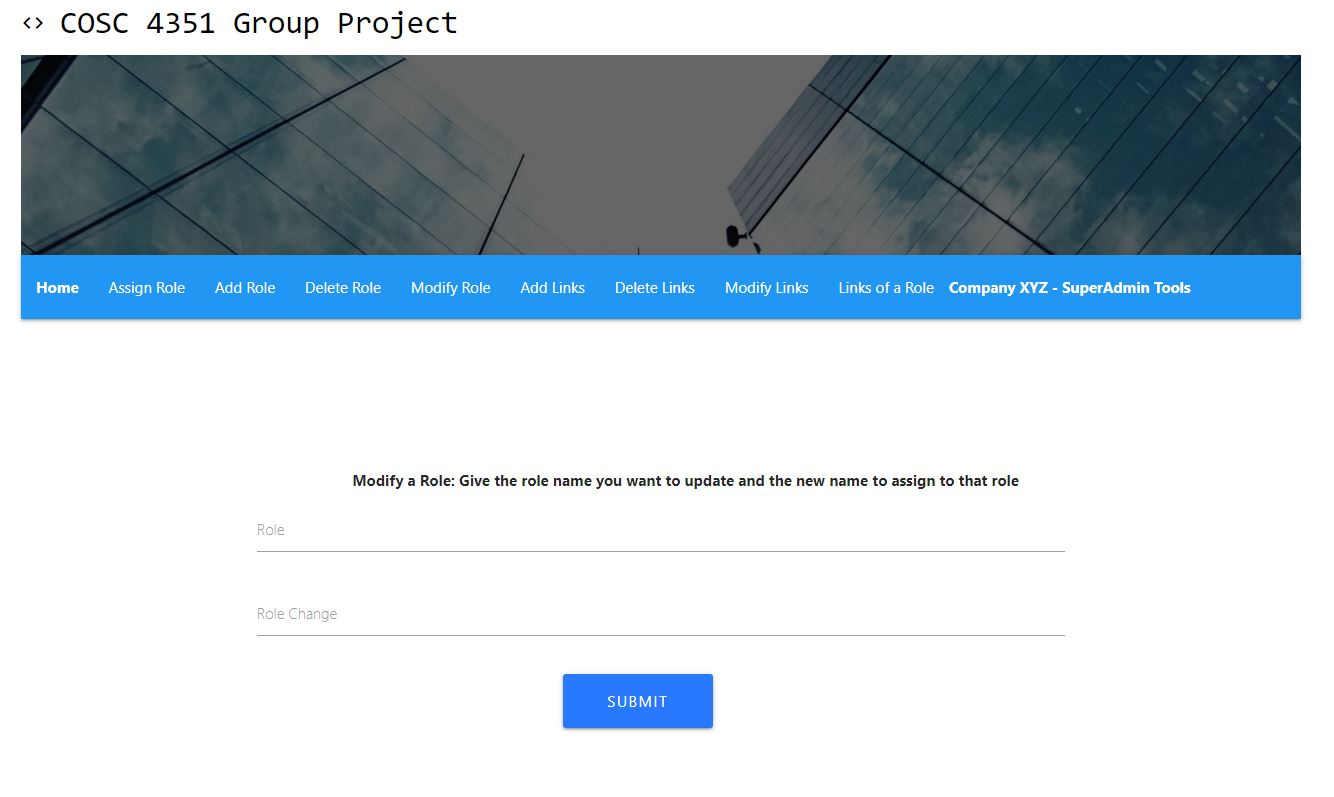 <> COSC 4351 Group Project
Home Assign Role Add Role Delete Role Modify Role Add Links Delete Links Modify Links Links of a Role Company XYZ - SuperAdmin Tools
Modify a Role: Give the role name you want to update and the new name to assign to that role
Role
Role Change
SUBMIT